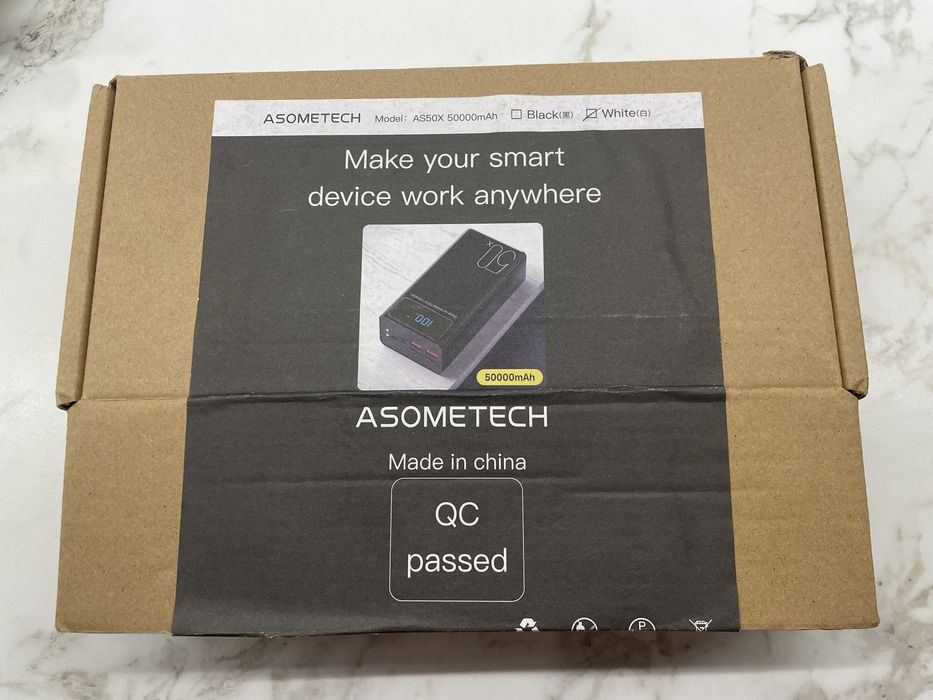 ASOMETECH Model: AS50X 50000mAh Black(黑) White(白)
Make your smart
device work anywhere
50X
100
50000mAh
ASOMETECH
Made in china
QC
passed
P